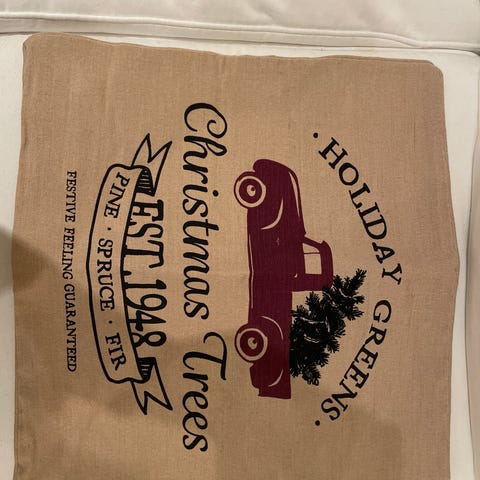 · HOLIDAY GREENS ·
Christmas Trees
EST. 1948
PINE · SPRUCE · FIR
FESTIVE FEELING GUARANTEED